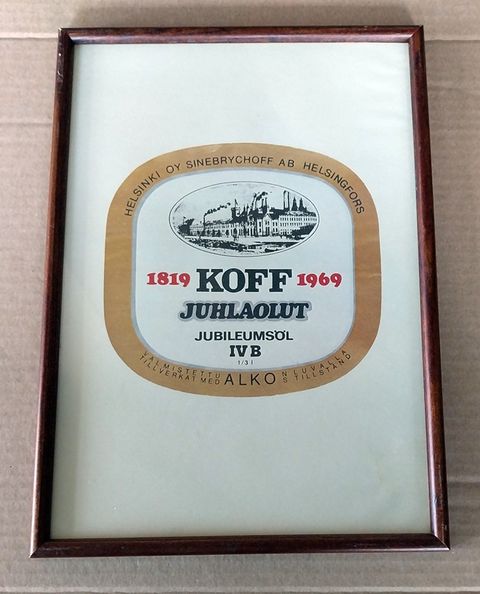 HELSINKI OY SINEBRYCHOFF AB HELSINGFORS
1819 KOFF 1969
JUHLAOLUT
JUBILEUMSÖL
IV B
1/3 l
VALMISTETTU ALKON LUVALLA
TILLVERKAT MED ALKOS TILLSTÅND